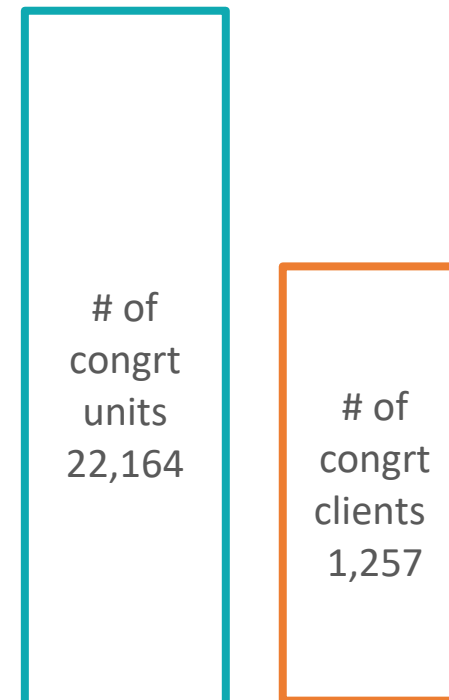 # of
congrt
units
22,164
# of
congrt
clients
1,257